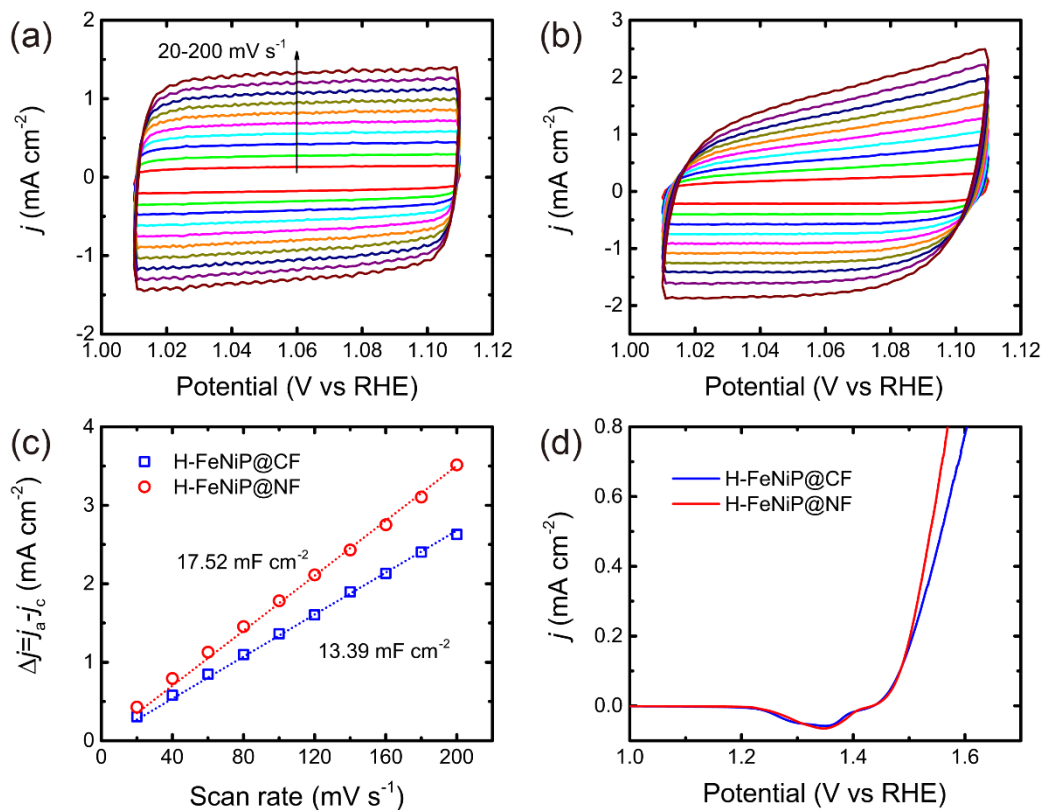 (a)
20-200 mV s⁻¹
j (mA cm⁻²)
2
1
0
-1
-2
1.00 1.02 1.04 1.06 1.08 1.10 1.12
Potential (V vs RHE)
(b)
j (mA cm⁻²)
3
2
1
0
-1
-2
1.00 1.02 1.04 1.06 1.08 1.10 1.12
Potential (V vs RHE)
(c)
Δj=jₐ-j_c (mA cm⁻²)
4
3
2
1
0
H-FeNiP@CF
H-FeNiP@NF
17.52 mF cm⁻²
13.39 mF cm⁻²
0 40 80 120 160 200
Scan rate (mV s⁻¹)
(d)
j (mA cm⁻²)
0.8
0.6
0.4
0.2
0.0
H-FeNiP@CF
H-FeNiP@NF
1.0 1.2 1.4 1.6
Potential (V vs RHE)